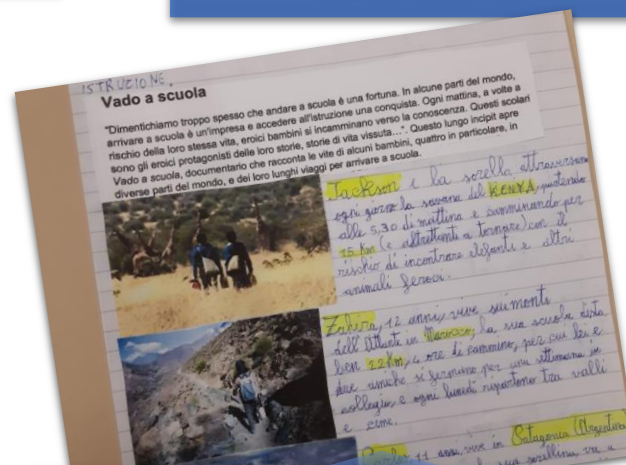 ISTRUZIONE.
Vado a scuola
"Dimentichiamo troppo spesso che andare a scuola è una fortuna. In alcune parti del mondo,
arrivare a scuola è un'impresa e accedere all'istruzione una conquista. Ogni mattina, a volte a
rischio della loro stessa vita, eroici bambini si incamminano verso la conoscenza. Questi scolari
sono gli eroici protagonisti delle loro storie, storie di vita vissuta…". Questo lungo incipit apre
Vado a scuola, documentario che racconta le vite di alcuni bambini, quattro in particolare, in
diverse parti del mondo, e dei loro lunghi viaggi per arrivare a scuola.
Jackson e la sorella attraversano
ogni giorno la savana del KENYA, partendo
alle 5,30 di mattina e camminando per
15 Km (e altrettanti a tornare) con il
rischio di incontrare elefanti e altri
animali feroci.
Zahira, 12 anni, vive sui monti
dell'Atlante in Marocco; la sua scuola dista
ben 22 Km, 4 ore di cammino, per cui lei e
due amiche si fermano per una settimana in
collegio e ogni lunedì ripartono tra valli
e cime.
11 anni, vive in Patagonia (Argentina)
sua sorellina, va a